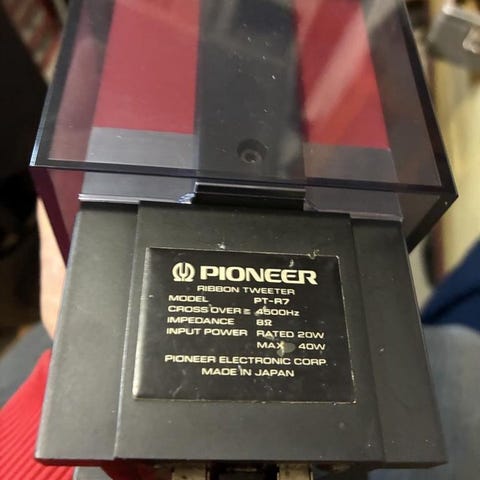 PIONEER
RIBBON TWEETER
MODEL PT-R7
CROSS OVER ≥ 4500Hz
IMPEDANCE 8Ω
INPUT POWER RATED 20W
MAX 40W
PIONEER ELECTRONIC CORP.
MADE IN JAPAN